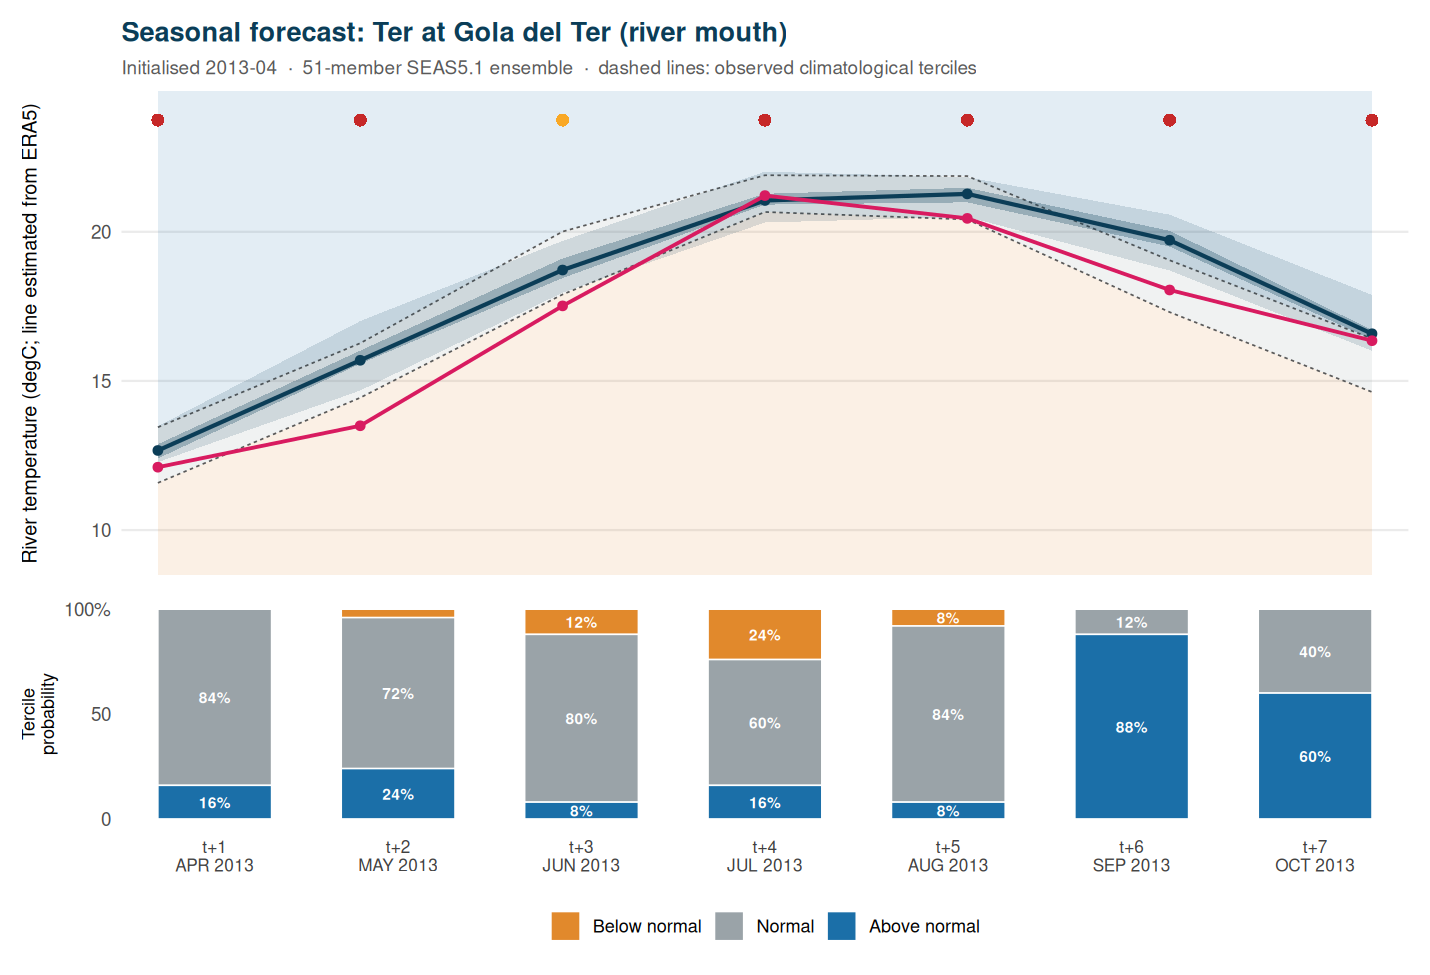 Seasonal forecast: Ter at Gola del Ter (river mouth)
Initialised 2013-04 · 51-member SEAS5.1 ensemble · dashed lines: observed climatological terciles
River temperature (degC; line estimated from ERA5)
20
15
10
Tercile
probability
100%
50
0
84%
16%
72%
24%
12%
80%
8%
24%
60%
16%
8%
84%
8%
12%
88%
40%
60%
t+1
APR 2013
t+2
MAY 2013
t+3
JUN 2013
t+4
JUL 2013
t+5
AUG 2013
t+6
SEP 2013
t+7
OCT 2013
Below normal
Normal
Above normal